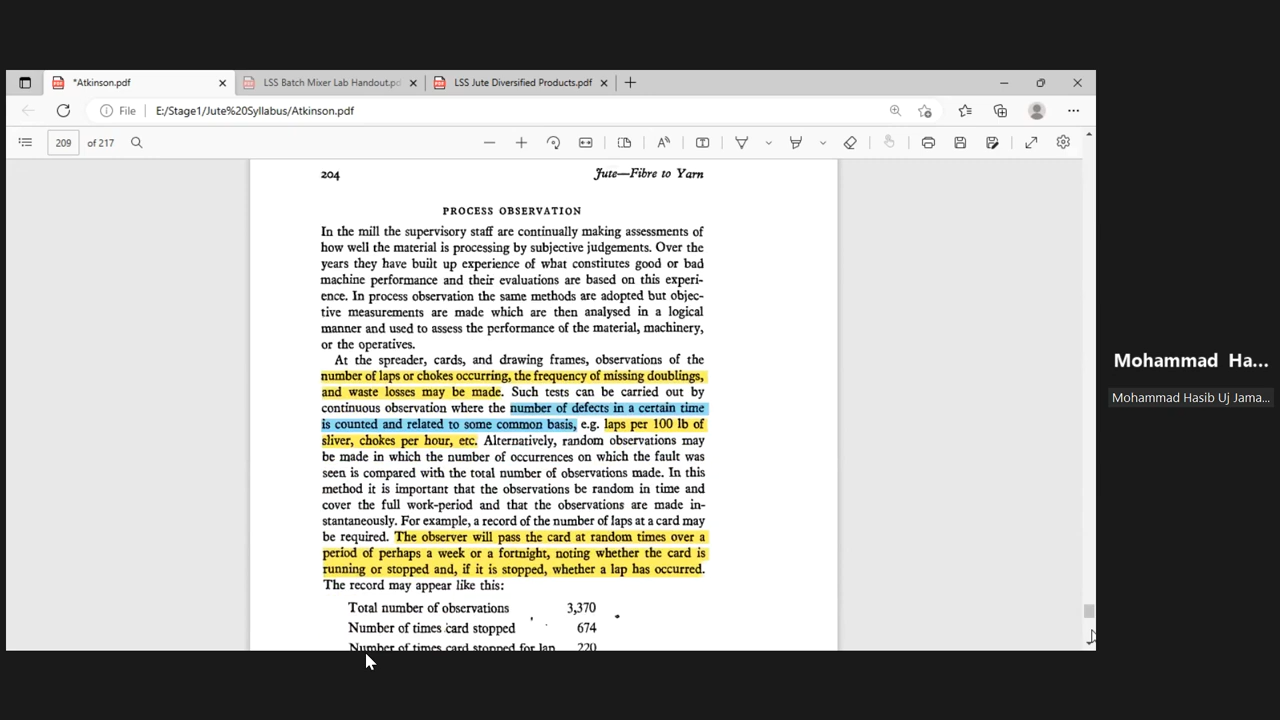 *Atkinson.pdf
LSS Batch Mixer Lab Handout.pd
LSS Jute Diversified Products.pdf
File E:/Stage1/Jute%20Syllabus/Atkinson.pdf
209 of 217
204 Jute—Fibre to Yarn
PROCESS OBSERVATION
In the mill the supervisory staff are continually making assessments of
how well the material is processing by subjective judgements. Over the
years they have built up experience of what constitutes good or bad
machine performance and their evaluations are based on this experi-
ence. In process observation the same methods are adopted but objec-
tive measurements are made which are then analysed in a logical
manner and used to assess the performance of the material, machinery,
or the operatives.
At the spreader, cards, and drawing frames, observations of the
number of laps or chokes occurring, the frequency of missing doublings,
and waste losses may be made. Such tests can be carried out by
continuous observation where the number of defects in a certain time
is counted and related to some common basis, e.g. laps per 100 lb of
sliver, chokes per hour, etc. Alternatively, random observations may
be made in which the number of occurrences on which the fault was
seen is compared with the total number of observations made. In this
method it is important that the observations be random in time and
cover the full work-period and that the observations are made in-
stantaneously. For example, a record of the number of laps at a card may
be required. The observer will pass the card at random times over a
period of perhaps a week or a fortnight, noting whether the card is
running or stopped and, if it is stopped, whether a lap has occurred.
The record may appear like this:
Total number of observations 3,370
Number of times card stopped 674
Number of times card stopped for lap 220
Mohammad Ha...
Mohammad Hasib Uj Jama...